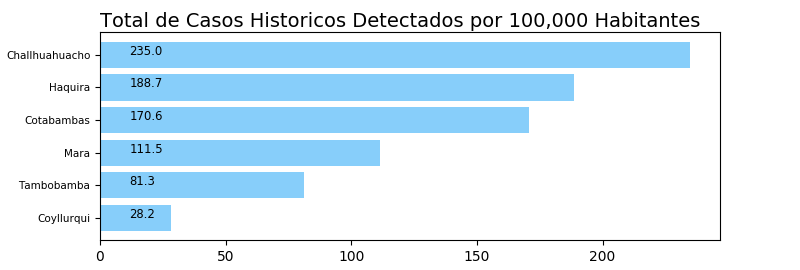 Total de Casos Historicos Detectados por 100,000 Habitantes
Challhuahuacho 235.0
Haquira 188.7
Cotabambas 170.6
Mara 111.5
Tambobamba 81.3
Coyllurqui 28.2
0 50 100 150 200